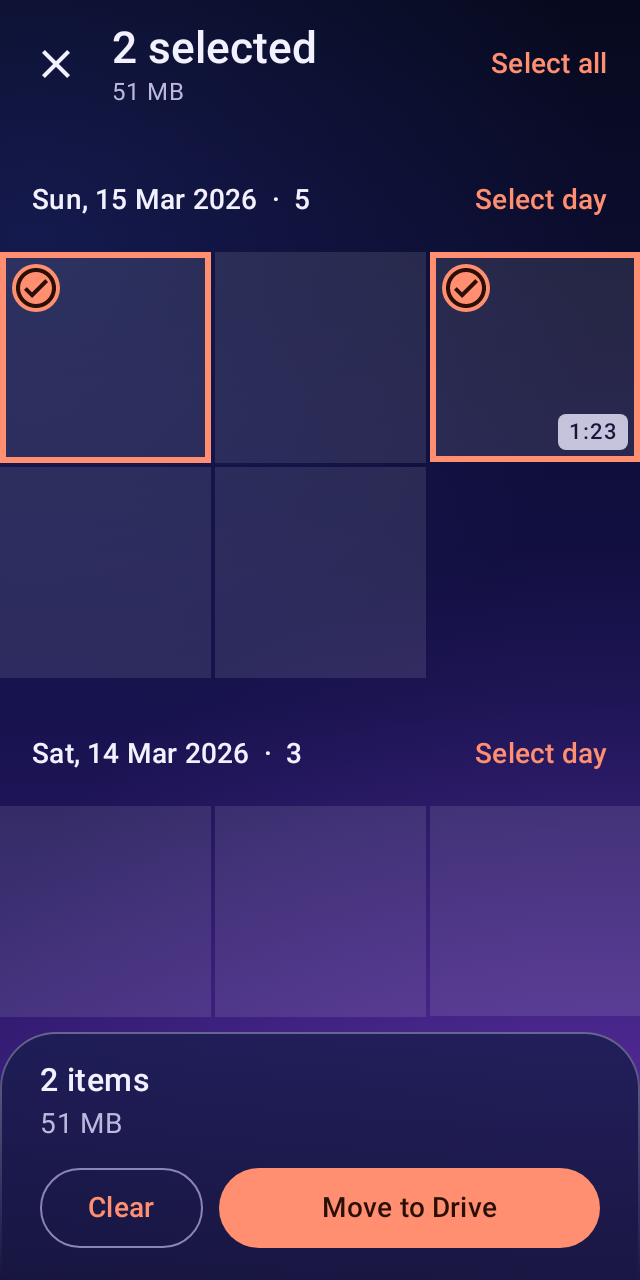 2 selected
51 MB
Select all
Sun, 15 Mar 2026 · 5
Select day
1:23
Sat, 14 Mar 2026 · 3
Select day
2 items
51 MB
Clear
Move to Drive